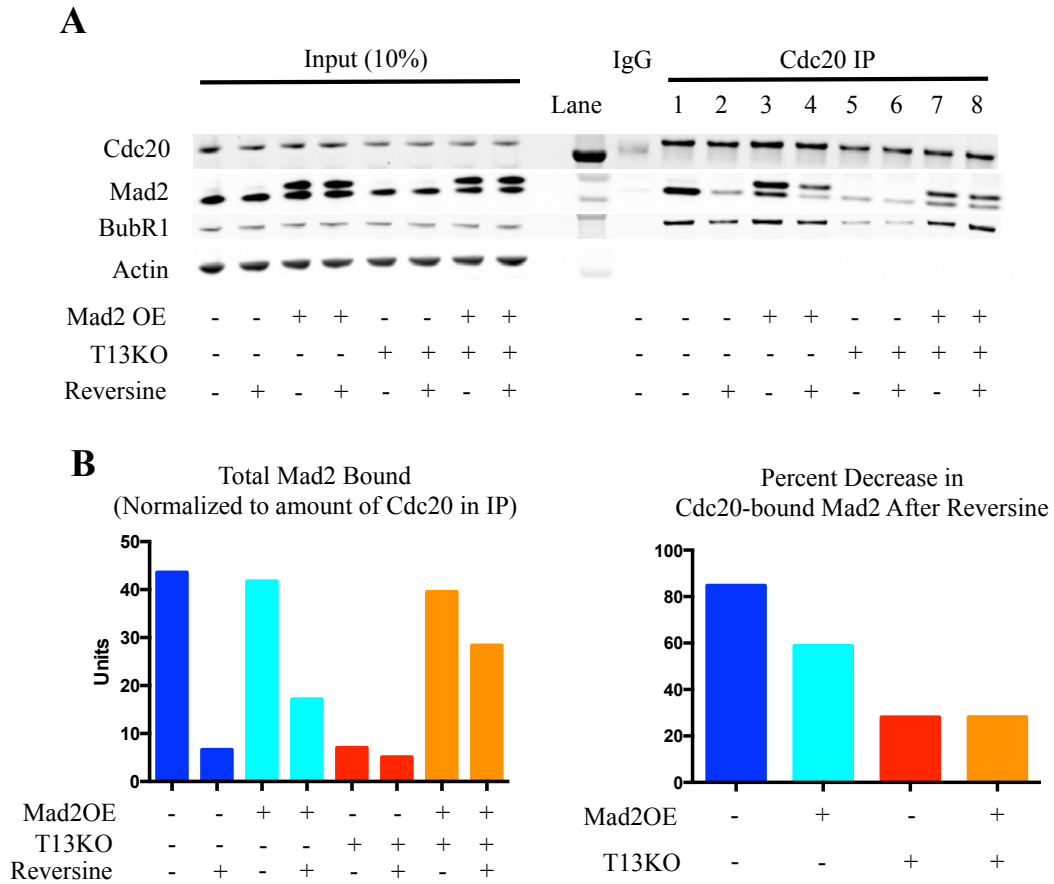 A
Input (10%) IgG Cdc20 IP
Lane 1 2 3 4 5 6 7 8
Cdc20
Mad2
BubR1
Actin
Mad2 OE - - + + - - + + - - - + + - - + +
T13KO - - - - + + + + - - - - - + + + +
Reversine - + - + - + - + - - + - + - + - +
B
Total Mad2 Bound
(Normalized to amount of Cdc20 in IP)
50
40
30
20
10
0
Units
Mad2OE - - + + - - + +
T13KO - - - - + + + +
Reversine - + - + - + - +
Percent Decrease in
Cdc20-bound Mad2 After Reversine
100
80
60
40
20
0
Mad2OE - + - +
T13KO - - + +